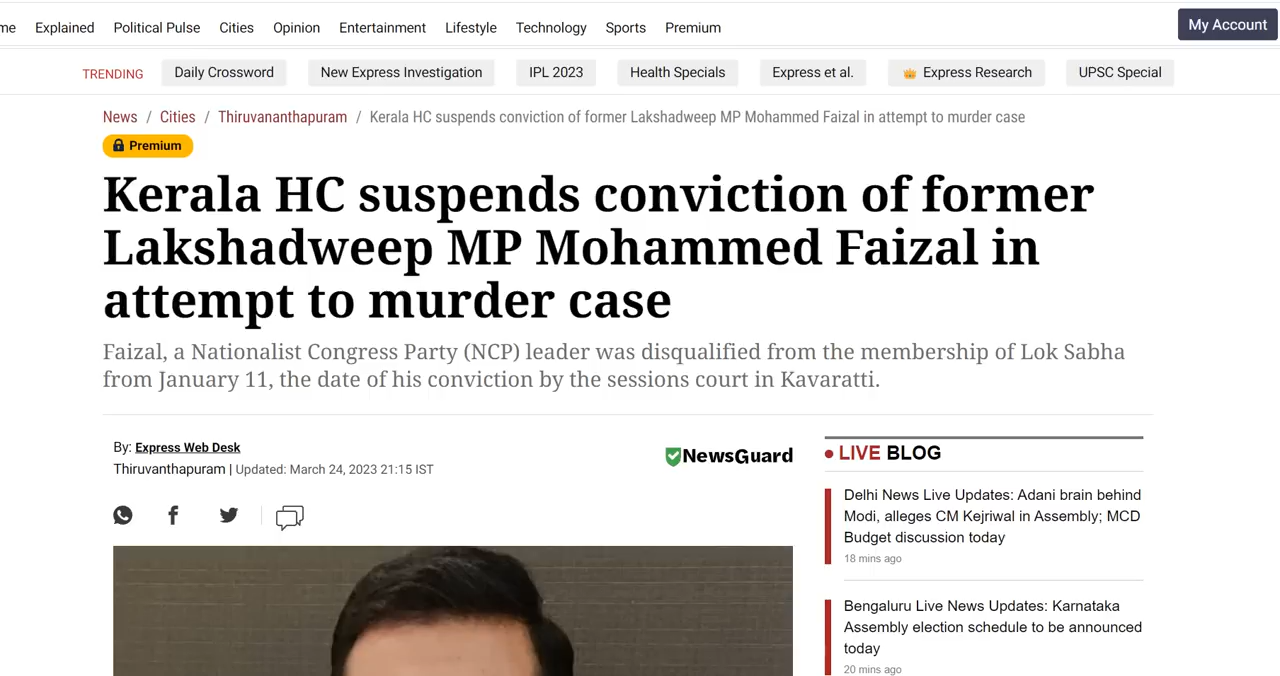 me Explained Political Pulse Cities Opinion Entertainment Lifestyle Technology Sports Premium My Account
TRENDING Daily Crossword New Express Investigation IPL 2023 Health Specials Express et al. Express Research UPSC Special
News / Cities / Thiruvananthapuram / Kerala HC suspends conviction of former Lakshadweep MP Mohammed Faizal in attempt to murder case
Premium
Kerala HC suspends conviction of former
Lakshadweep MP Mohammed Faizal in
attempt to murder case
Faizal, a Nationalist Congress Party (NCP) leader was disqualified from the membership of Lok Sabha
from January 11, the date of his conviction by the sessions court in Kavaratti.
By: Express Web Desk
Thiruvanthapuram | Updated: March 24, 2023 21:15 IST
NewsGuard
LIVE BLOG
Delhi News Live Updates: Adani brain behind
Modi, alleges CM Kejriwal in Assembly; MCD
Budget discussion today
18 mins ago
Bengaluru Live News Updates: Karnataka
Assembly election schedule to be announced
today
20 mins ago